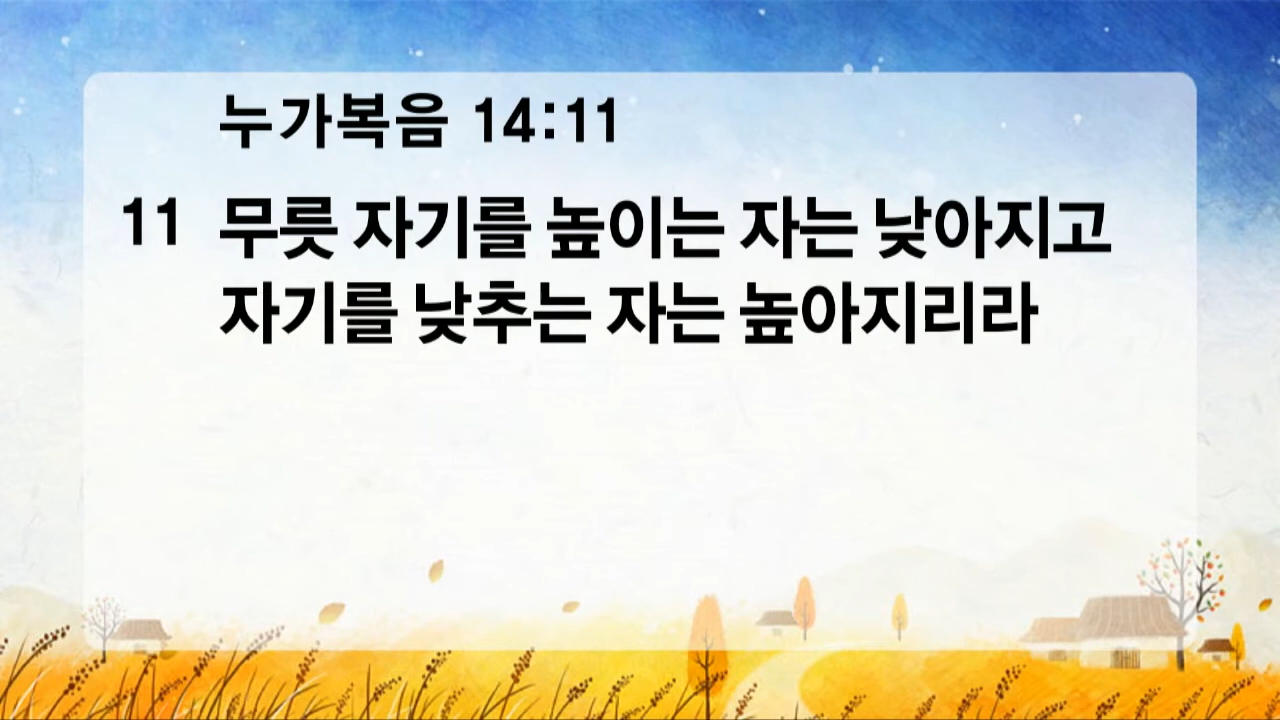 누가복음 14:11
11 무릇 자기를 높이는 자는 낮아지고
자기를 낮추는 자는 높아지리라